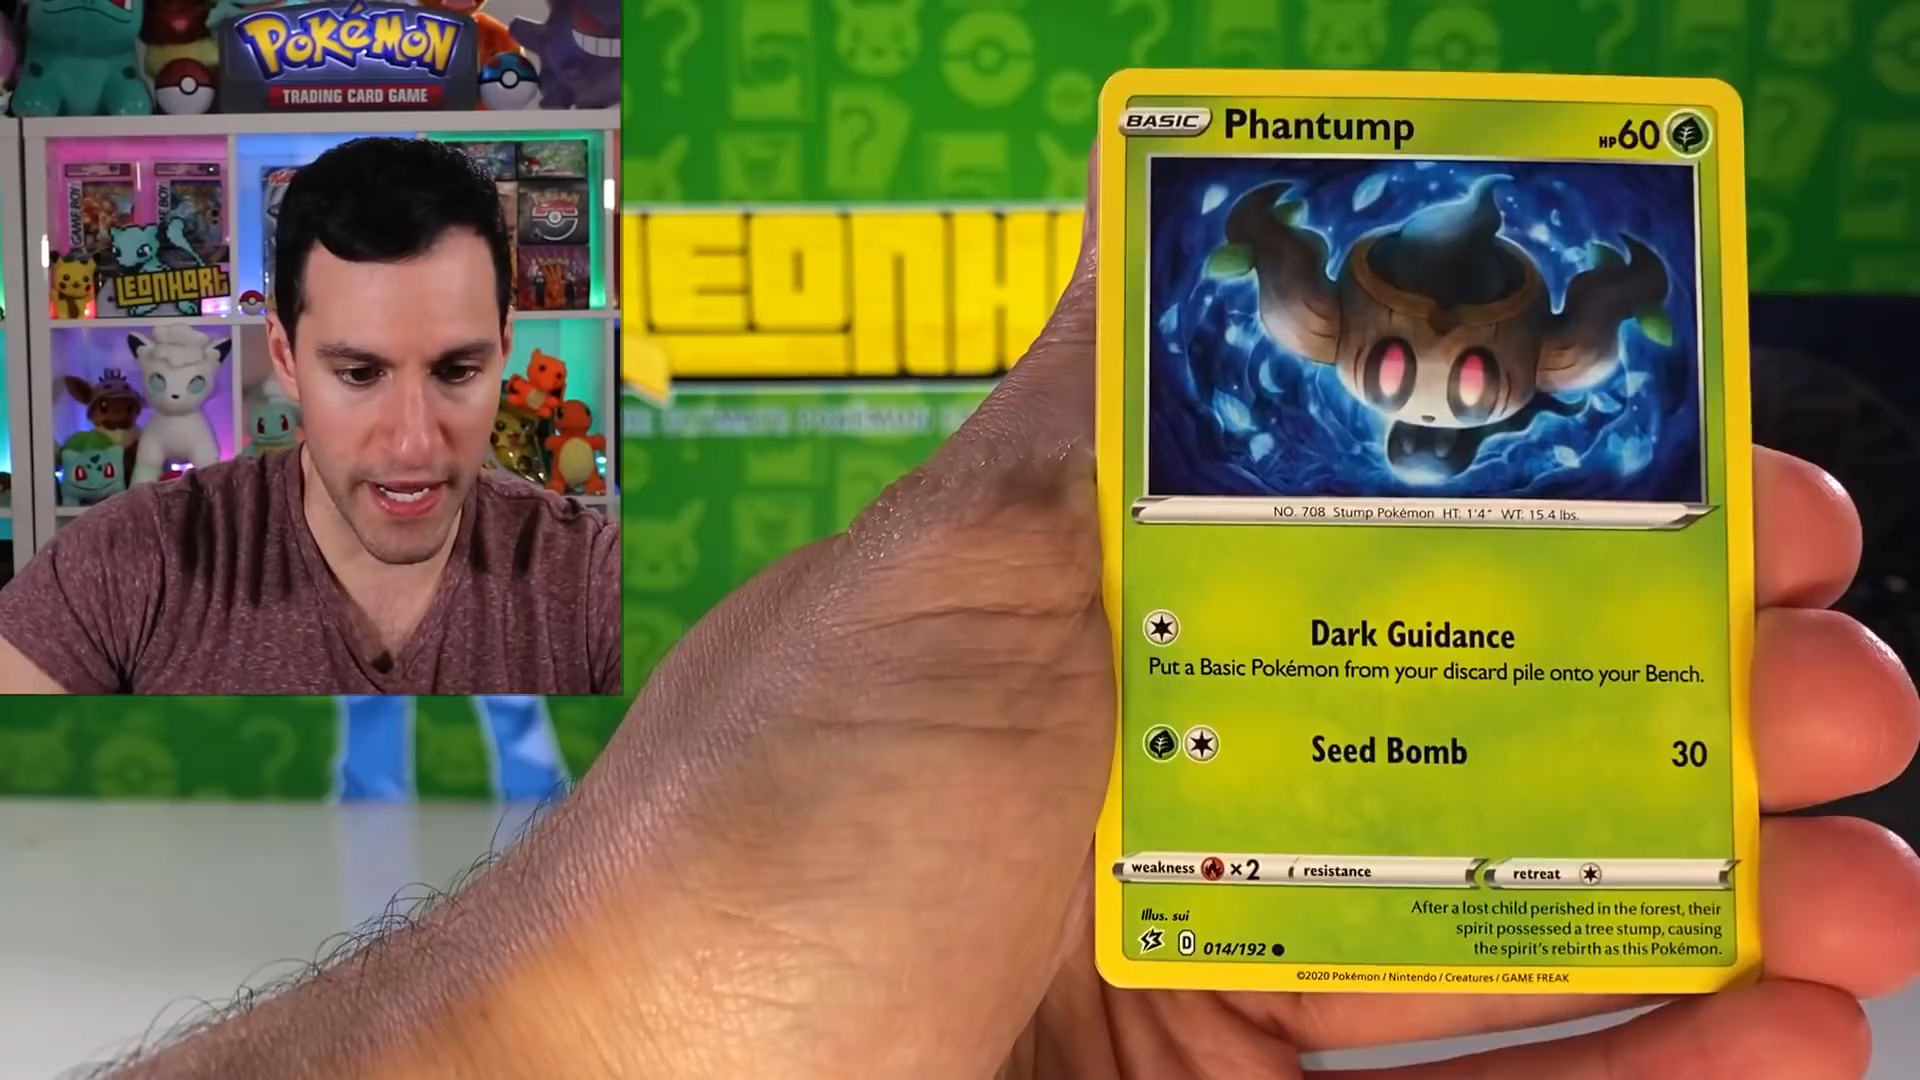 POKéMON
TRADING CARD GAME
GAME BOY
LEONHART
LEONH
BASIC
Phantump
HP60
NO. 708 Stump Pokémon HT: 1'4" WT: 15.4 lbs.
Dark Guidance
Put a Basic Pokémon from your discard pile onto your Bench.
Seed Bomb 30
weakness ×2 resistance retreat
Illus. sui
D 014/192
After a lost child perished in the forest, their
spirit possessed a tree stump, causing
the spirit's rebirth as this Pokémon.
©2020 Pokémon / Nintendo / Creatures / GAME FREAK